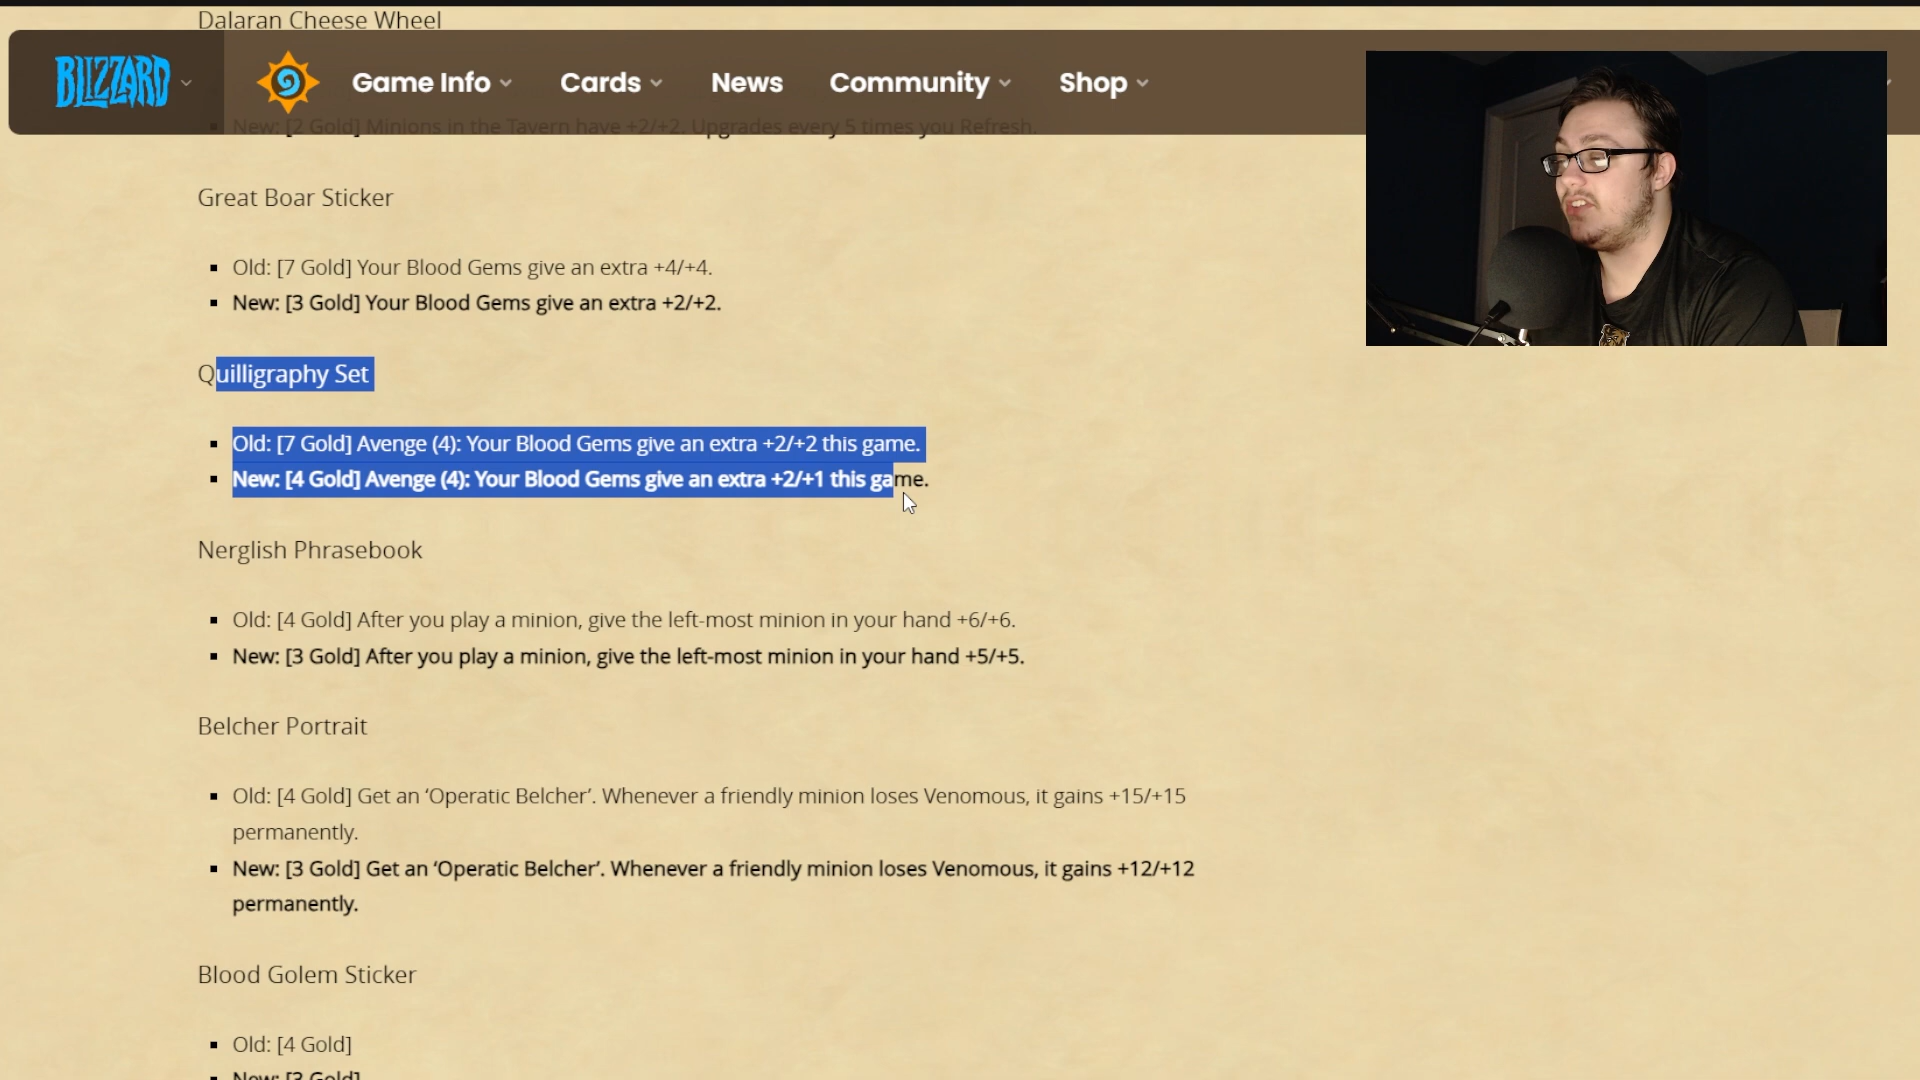 Dalaran Cheese Wheel
BLIZZARD
Game Info
Cards
News
Community
Shop
New: [2 Gold] Minions in the Tavern have +2/+2. Upgrades every 5 times you Refresh.
Great Boar Sticker
Old: [7 Gold] Your Blood Gems give an extra +4/+4.
New: [3 Gold] Your Blood Gems give an extra +2/+2.
Quilligraphy Set
Old: [7 Gold] Avenge (4): Your Blood Gems give an extra +2/+2 this game.
New: [4 Gold] Avenge (4): Your Blood Gems give an extra +2/+1 this game.
Nerglish Phrasebook
Old: [4 Gold] After you play a minion, give the left-most minion in your hand +6/+6.
New: [3 Gold] After you play a minion, give the left-most minion in your hand +5/+5.
Belcher Portrait
Old: [4 Gold] Get an ‘Operatic Belcher’. Whenever a friendly minion loses Venomous, it gains +15/+15
permanently.
New: [3 Gold] Get an ‘Operatic Belcher’. Whenever a friendly minion loses Venomous, it gains +12/+12
permanently.
Blood Golem Sticker
Old: [4 Gold]
New: [3 Gold]